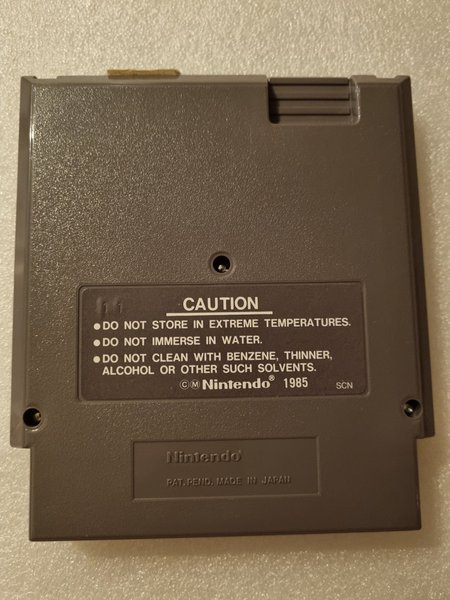 CAUTION
●DO NOT STORE IN EXTREME TEMPERATURES.
●DO NOT IMMERSE IN WATER.
●DO NOT CLEAN WITH BENZENE, THINNER,
ALCOHOL OR OTHER SUCH SOLVENTS.
©Ⓜ Nintendo® 1985 SCN
Nintendo®
PAT. PEND. MADE IN JAPAN